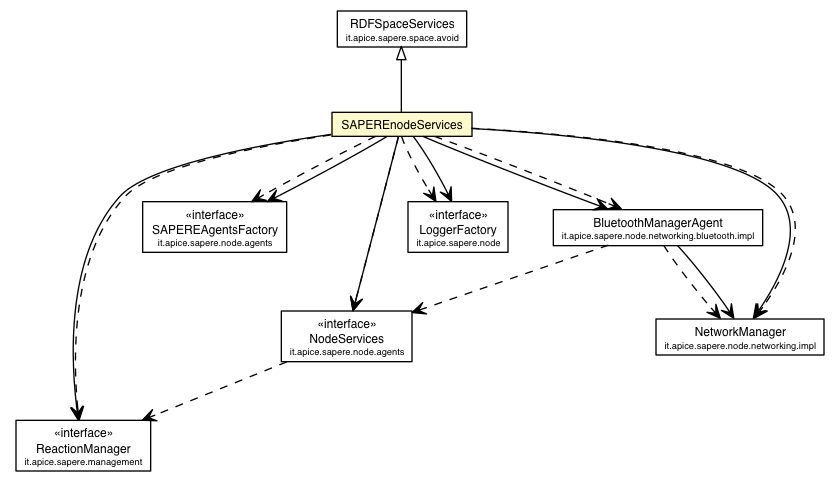 RDFSpaceServices
it.apice.sapere.space.avoid
SAPEREnodeServices
«interface»
SAPEREAgentsFactory
it.apice.sapere.node.agents
«interface»
LoggerFactory
it.apice.sapere.node
BluetoothManagerAgent
it.apice.sapere.node.networking.bluetooth.impl
«interface»
NodeServices
it.apice.sapere.node.agents
NetworkManager
it.apice.sapere.node.networking.impl
«interface»
ReactionManager
it.apice.sapere.management